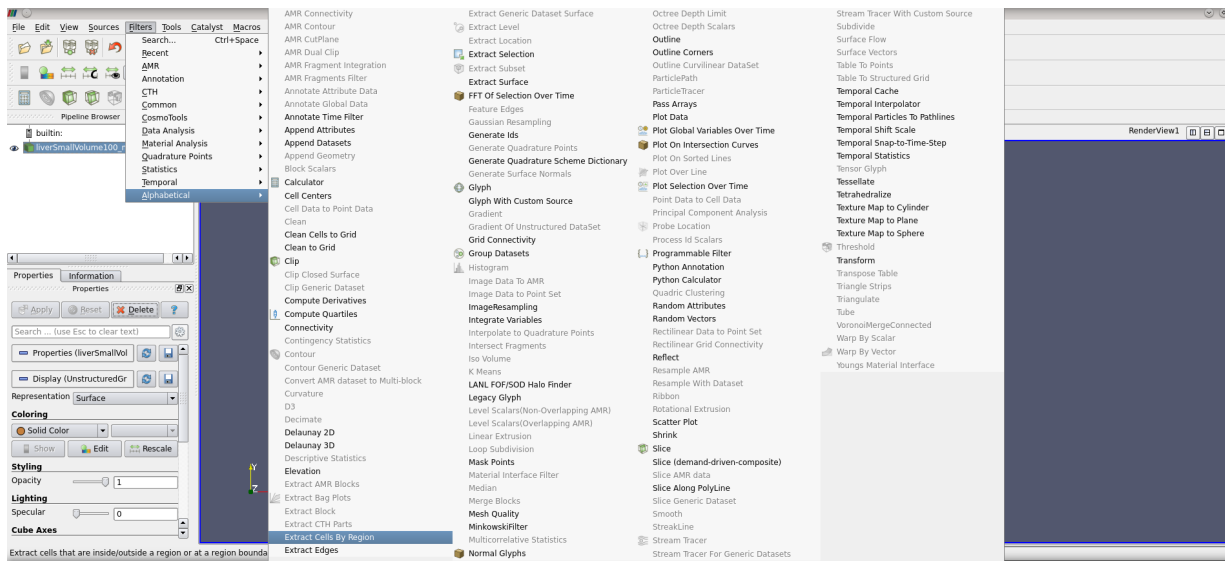 File Edit View Sources Filters Tools Catalyst Macros
Search... Ctrl+Space
Recent
AMR
Annotation
CTH
Common
CosmoTools
Data Analysis
Material Analysis
Quadrature Points
Statistics
Temporal
Alphabetical
Pipeline Browser
builtin:
liverSmallVolume100_r
Properties Information
Properties
Apply Reset Delete ?
Search ... (use Esc to clear text)
Properties (liverSmallVol
Display (UnstructuredGr
Representation Surface
Coloring
Solid Color
Show Edit Rescale
Styling
Opacity 1
Lighting
Specular 0
Cube Axes
Extract cells that are inside/outside a region or at a region bounda
AMR Connectivity
AMR Contour
AMR CutPlane
AMR Dual Clip
AMR Fragment Integration
AMR Fragments Filter
Annotate Attribute Data
Annotate Global Data
Annotate Time Filter
Append Attributes
Append Datasets
Append Geometry
Block Scalars
Calculator
Cell Centers
Cell Data to Point Data
Clean
Clean Cells to Grid
Clean to Grid
Clip
Clip Closed Surface
Clip Generic Dataset
Compute Derivatives
Compute Quartiles
Connectivity
Contingency Statistics
Contour
Contour Generic Dataset
Convert AMR dataset to Multi-block
Curvature
D3
Decimate
Delaunay 2D
Delaunay 3D
Descriptive Statistics
Elevation
Extract AMR Blocks
Extract Bag Plots
Extract Block
Extract CTH Parts
Extract Cells By Region
Extract Edges
Extract Generic Dataset Surface
Extract Level
Extract Location
Extract Selection
Extract Subset
Extract Surface
FFT Of Selection Over Time
Feature Edges
Gaussian Resampling
Generate Ids
Generate Quadrature Points
Generate Quadrature Scheme Dictionary
Generate Surface Normals
Glyph
Glyph With Custom Source
Gradient
Gradient Of Unstructured DataSet
Grid Connectivity
Group Datasets
Histogram
Image Data To AMR
Image Data to Point Set
ImageResampling
Integrate Variables
Interpolate to Quadrature Points
Intersect Fragments
Iso Volume
K Means
LANL FOF/SOD Halo Finder
Legacy Glyph
Level Scalars(Non-Overlapping AMR)
Level Scalars(Overlapping AMR)
Linear Extrusion
Loop Subdivision
Mask Points
Material Interface Filter
Median
Merge Blocks
Mesh Quality
MinkowskiFilter
Multicorrelative Statistics
Normal Glyphs
Octree Depth Limit
Octree Depth Scalars
Outline
Outline Corners
Outline Curvilinear DataSet
ParticlePath
ParticleTracer
Pass Arrays
Plot Data
Plot Global Variables Over Time
Plot On Intersection Curves
Plot On Sorted Lines
Plot Over Line
Plot Selection Over Time
Point Data to Cell Data
Principal Component Analysis
Probe Location
Process Id Scalars
Programmable Filter
Python Annotation
Python Calculator
Quadric Clustering
Random Attributes
Random Vectors
Rectilinear Data to Point Set
Rectilinear Grid Connectivity
Reflect
Resample AMR
Resample With Dataset
Ribbon
Rotational Extrusion
Scatter Plot
Shrink
Slice
Slice (demand-driven-composite)
Slice AMR data
Slice Along PolyLine
Slice Generic Dataset
Smooth
StreakLine
Stream Tracer
Stream Tracer For Generic Datasets
Stream Tracer With Custom Source
Subdivide
Surface Flow
Surface Vectors
Table To Points
Table To Structured Grid
Temporal Cache
Temporal Interpolator
Temporal Particles To Pathlines
Temporal Shift Scale
Temporal Snap-to-Time-Step
Temporal Statistics
Tensor Glyph
Tessellate
Tetrahedralize
Texture Map to Cylinder
Texture Map to Plane
Texture Map to Sphere
Threshold
Transform
Transpose Table
Triangle Strips
Triangulate
Tube
VoronoiMergeConnected
Warp By Scalar
Warp By Vector
Youngs Material Interface
RenderView1
Y
Z